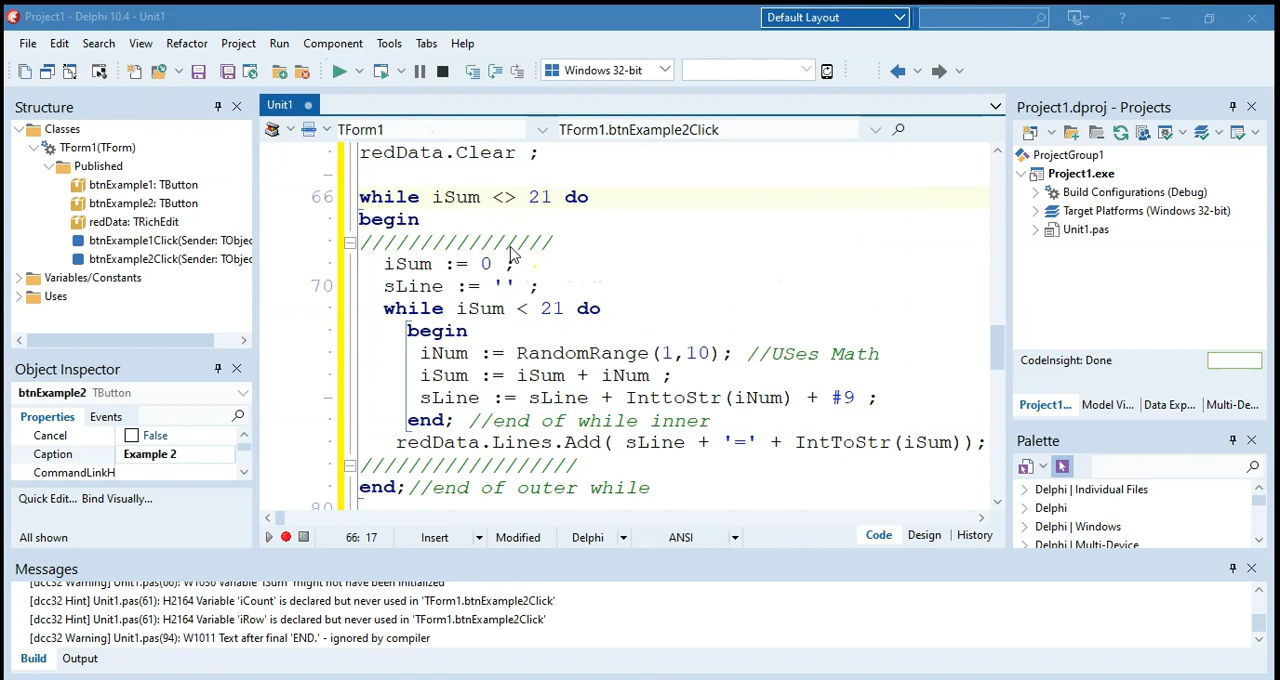 Project1 - Delphi 10.4 - Unit1
Default Layout
File Edit Search View Refactor Project Run Component Tools Tabs Help
Windows 32-bit
Structure
Classes
TForm1(TForm)
Published
btnExample1: TButton
btnExample2: TButton
redData: TRichEdit
btnExample1Click(Sender: TObjec
btnExample2Click(Sender: TObjec
Variables/Constants
Uses
Object Inspector
btnExample2 TButton
Properties Events
Cancel False
Caption Example 2
CommandLinkH
Quick Edit... Bind Visually...
All shown
Unit1
TForm1 TForm1.btnExample2Click
redData.Clear ;
66 while iSum <> 21 do
begin
////////////////
iSum := 0 ;
70 sLine := '' ;
while iSum < 21 do
begin
iNum := RandomRange(1,10); //USes Math
iSum := iSum + iNum ;
sLine := sLine + InttoStr(iNum) + #9 ;
end; //end of while inner
redData.Lines.Add( sLine + '=' + IntToStr(iSum));
//////////////////
end;//end of outer while
80
66: 17 Insert Modified Delphi ANSI Code Design History
Project1.dproj - Projects
ProjectGroup1
Project1.exe
Build Configurations (Debug)
Target Platforms (Windows 32-bit)
Unit1.pas
CodeInsight: Done
Project1... Model Vi... Data Exp... Multi-De...
Palette
Delphi | Individual Files
Delphi
Delphi | Windows
Delphi | Multi-Device
Messages
[dcc32 Warning] Unit1.pas(66): W1036 Variable 'iSum' might not have been initialized
[dcc32 Hint] Unit1.pas(61): H2164 Variable 'iCount' is declared but never used in 'TForm1.btnExample2Click'
[dcc32 Hint] Unit1.pas(61): H2164 Variable 'iRow' is declared but never used in 'TForm1.btnExample2Click'
[dcc32 Warning] Unit1.pas(94): W1011 Text after final 'END.' - ignored by compiler
Build Output